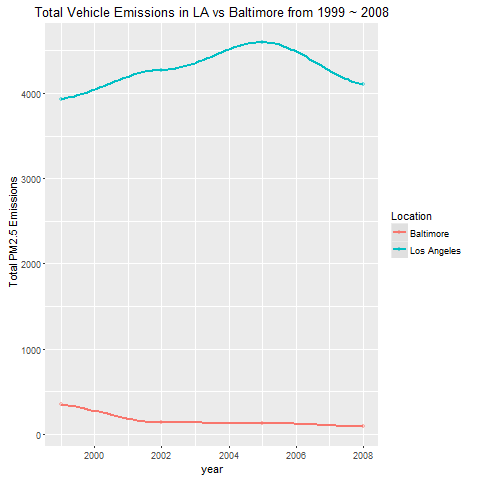 Total Vehicle Emissions in LA vs Baltimore from 1999 ~ 2008
Total PM2.5 Emissions
4000
3000
2000
1000
0
2000
2002
2004
2006
2008
year
Location
Baltimore
Los Angeles